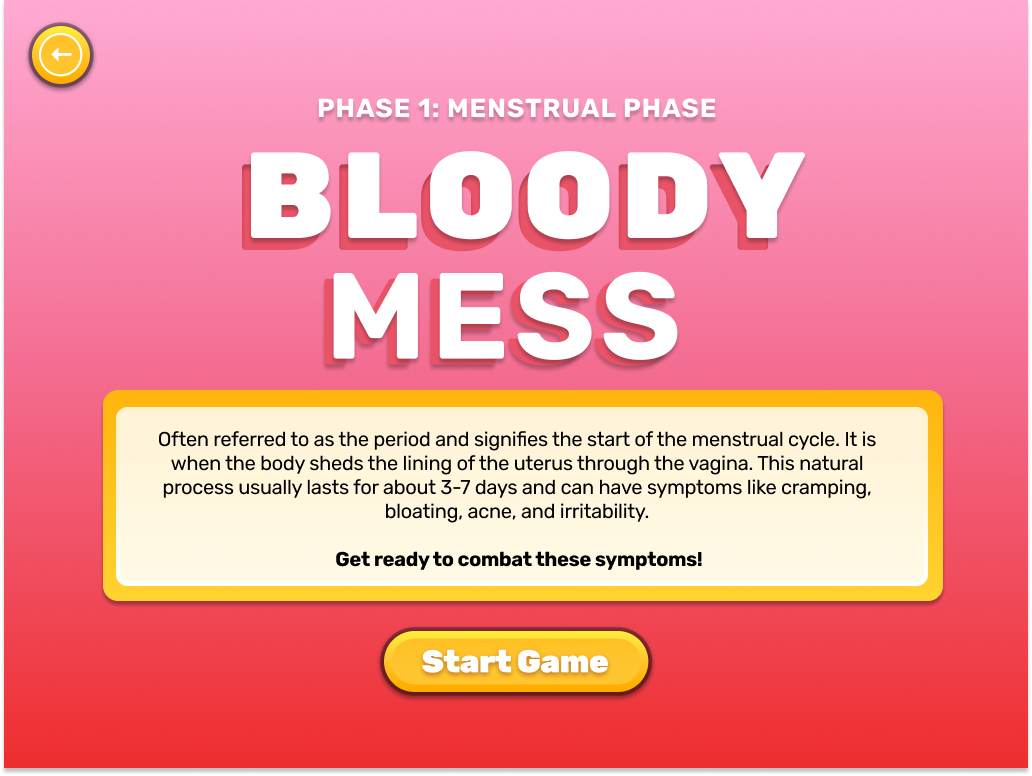 PHASE 1: MENSTRUAL PHASE
BLOODY
MESS
Often referred to as the period and signifies the start of the menstrual cycle. It is
when the body sheds the lining of the uterus through the vagina. This natural
process usually lasts for about 3-7 days and can have symptoms like cramping,
bloating, acne, and irritability.
Get ready to combat these symptoms!
Start Game